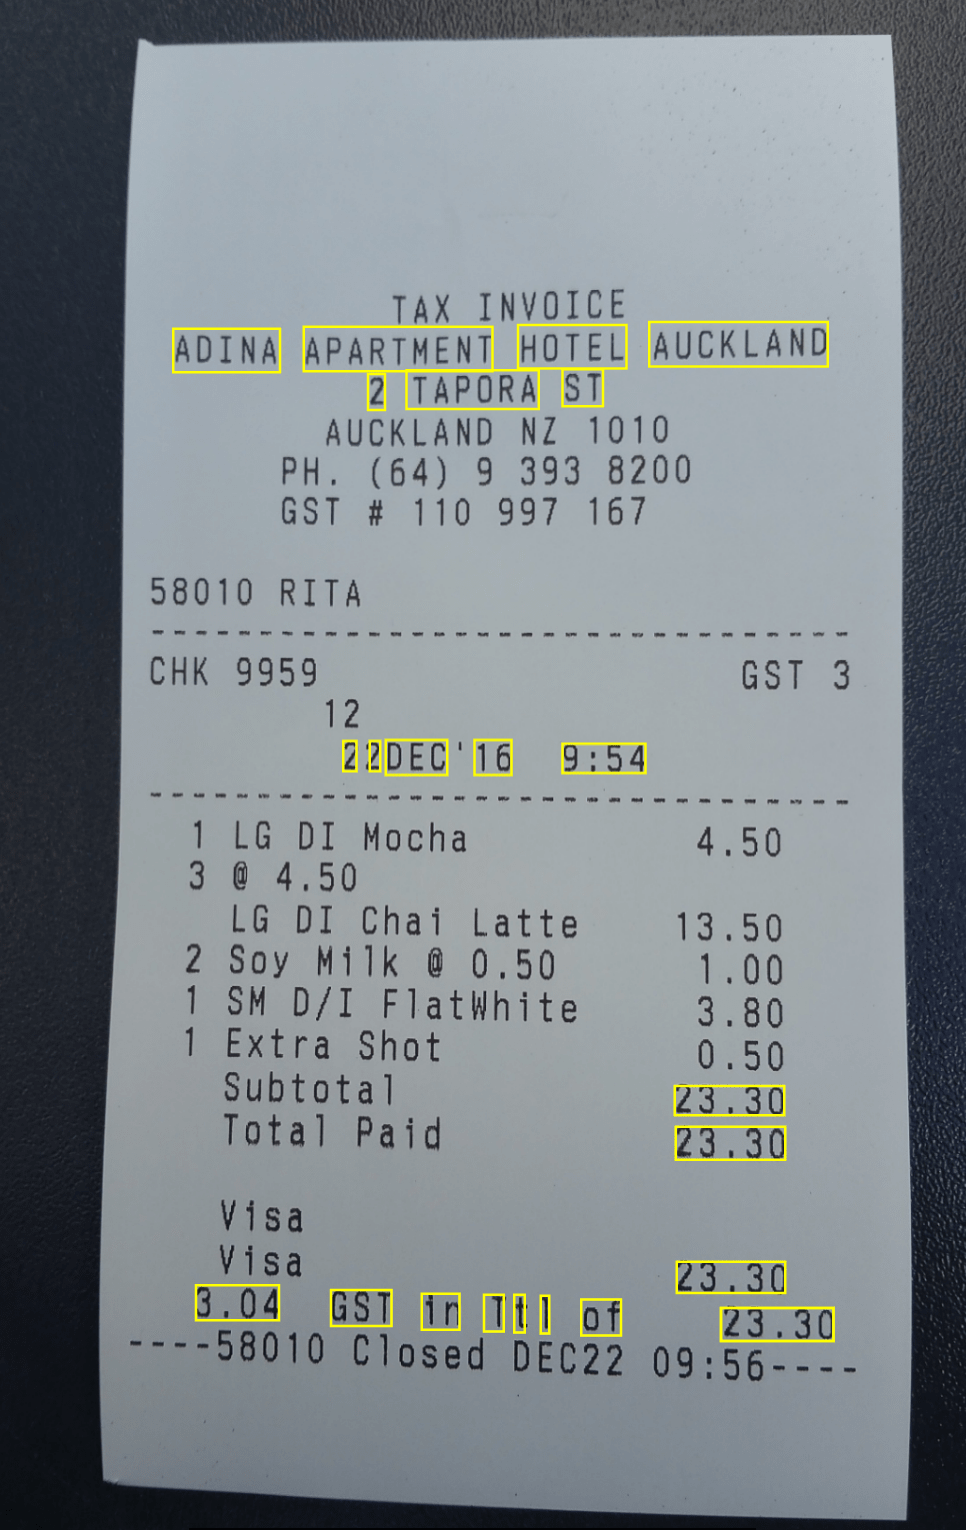 TAX INVOICE
ADINA APARTMENT HOTEL AUCKLAND
2 TAPORA ST
AUCKLAND NZ 1010
PH. (64) 9 393 8200
GST # 110 997 167
58010 RITA
--------------------------------
CHK 9959 GST 3
12
22DEC'16 9:54
--------------------------------
1 LG DI Mocha 4.50
3 @ 4.50
LG DI Chai Latte 13.50
2 Soy Milk @ 0.50 1.00
1 SM D/I FlatWhite 3.80
1 Extra Shot 0.50
Subtotal 23.30
Total Paid 23.30
Visa
Visa 23.30
3.04 GST in Ttl of 23.30
----58010 Closed DEC22 09:56----